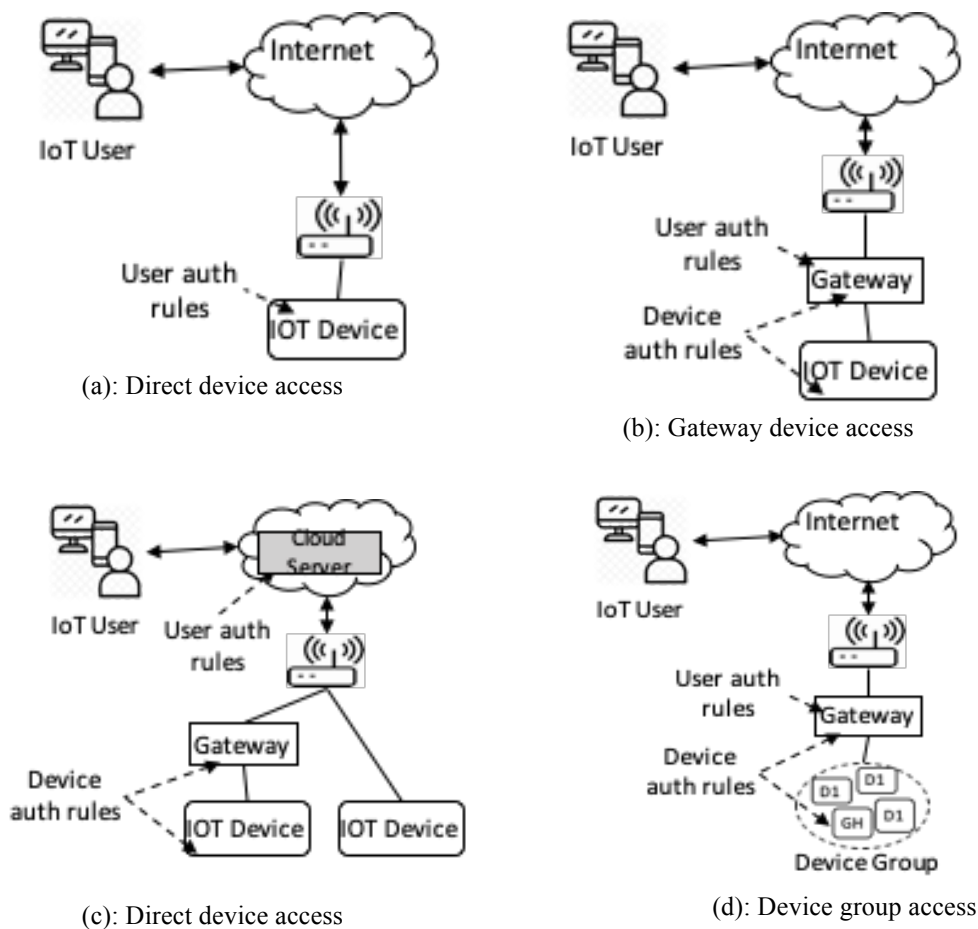 Internet
IoT User
User auth
rules
IOT Device
(a): Direct device access
Internet
IoT User
User auth
rules
Gateway
Device
auth rules
IOT Device
(b): Gateway device access
Cloud
Server
IoT User
User auth
rules
Gateway
Device
auth rules
IOT Device
IOT Device
(c): Direct device access
Internet
IoT User
User auth
rules
Gateway
Device
auth rules
D1
D1
GH
D1
Device Group
(d): Device group access